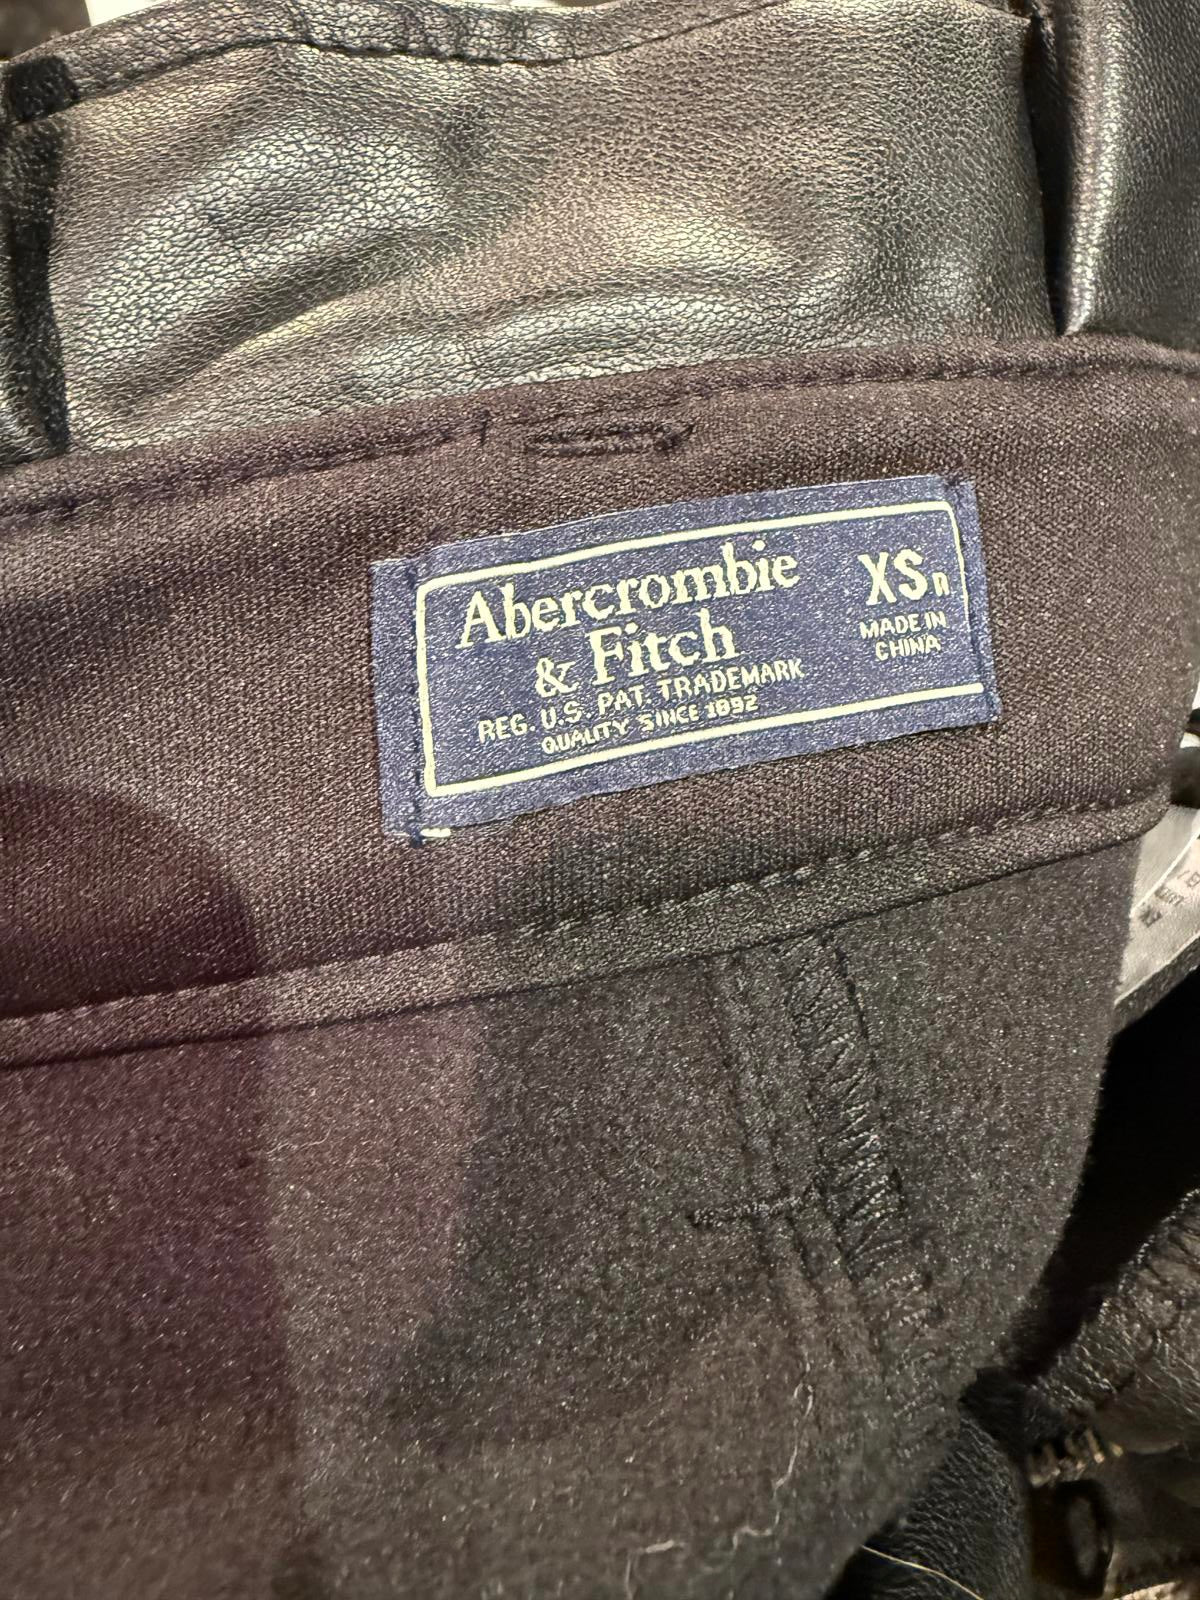 Abercrombie
& Fitch
REG. U.S. PAT. TRADEMARK
QUALITY SINCE 1892
XS R
MADE IN
CHINA